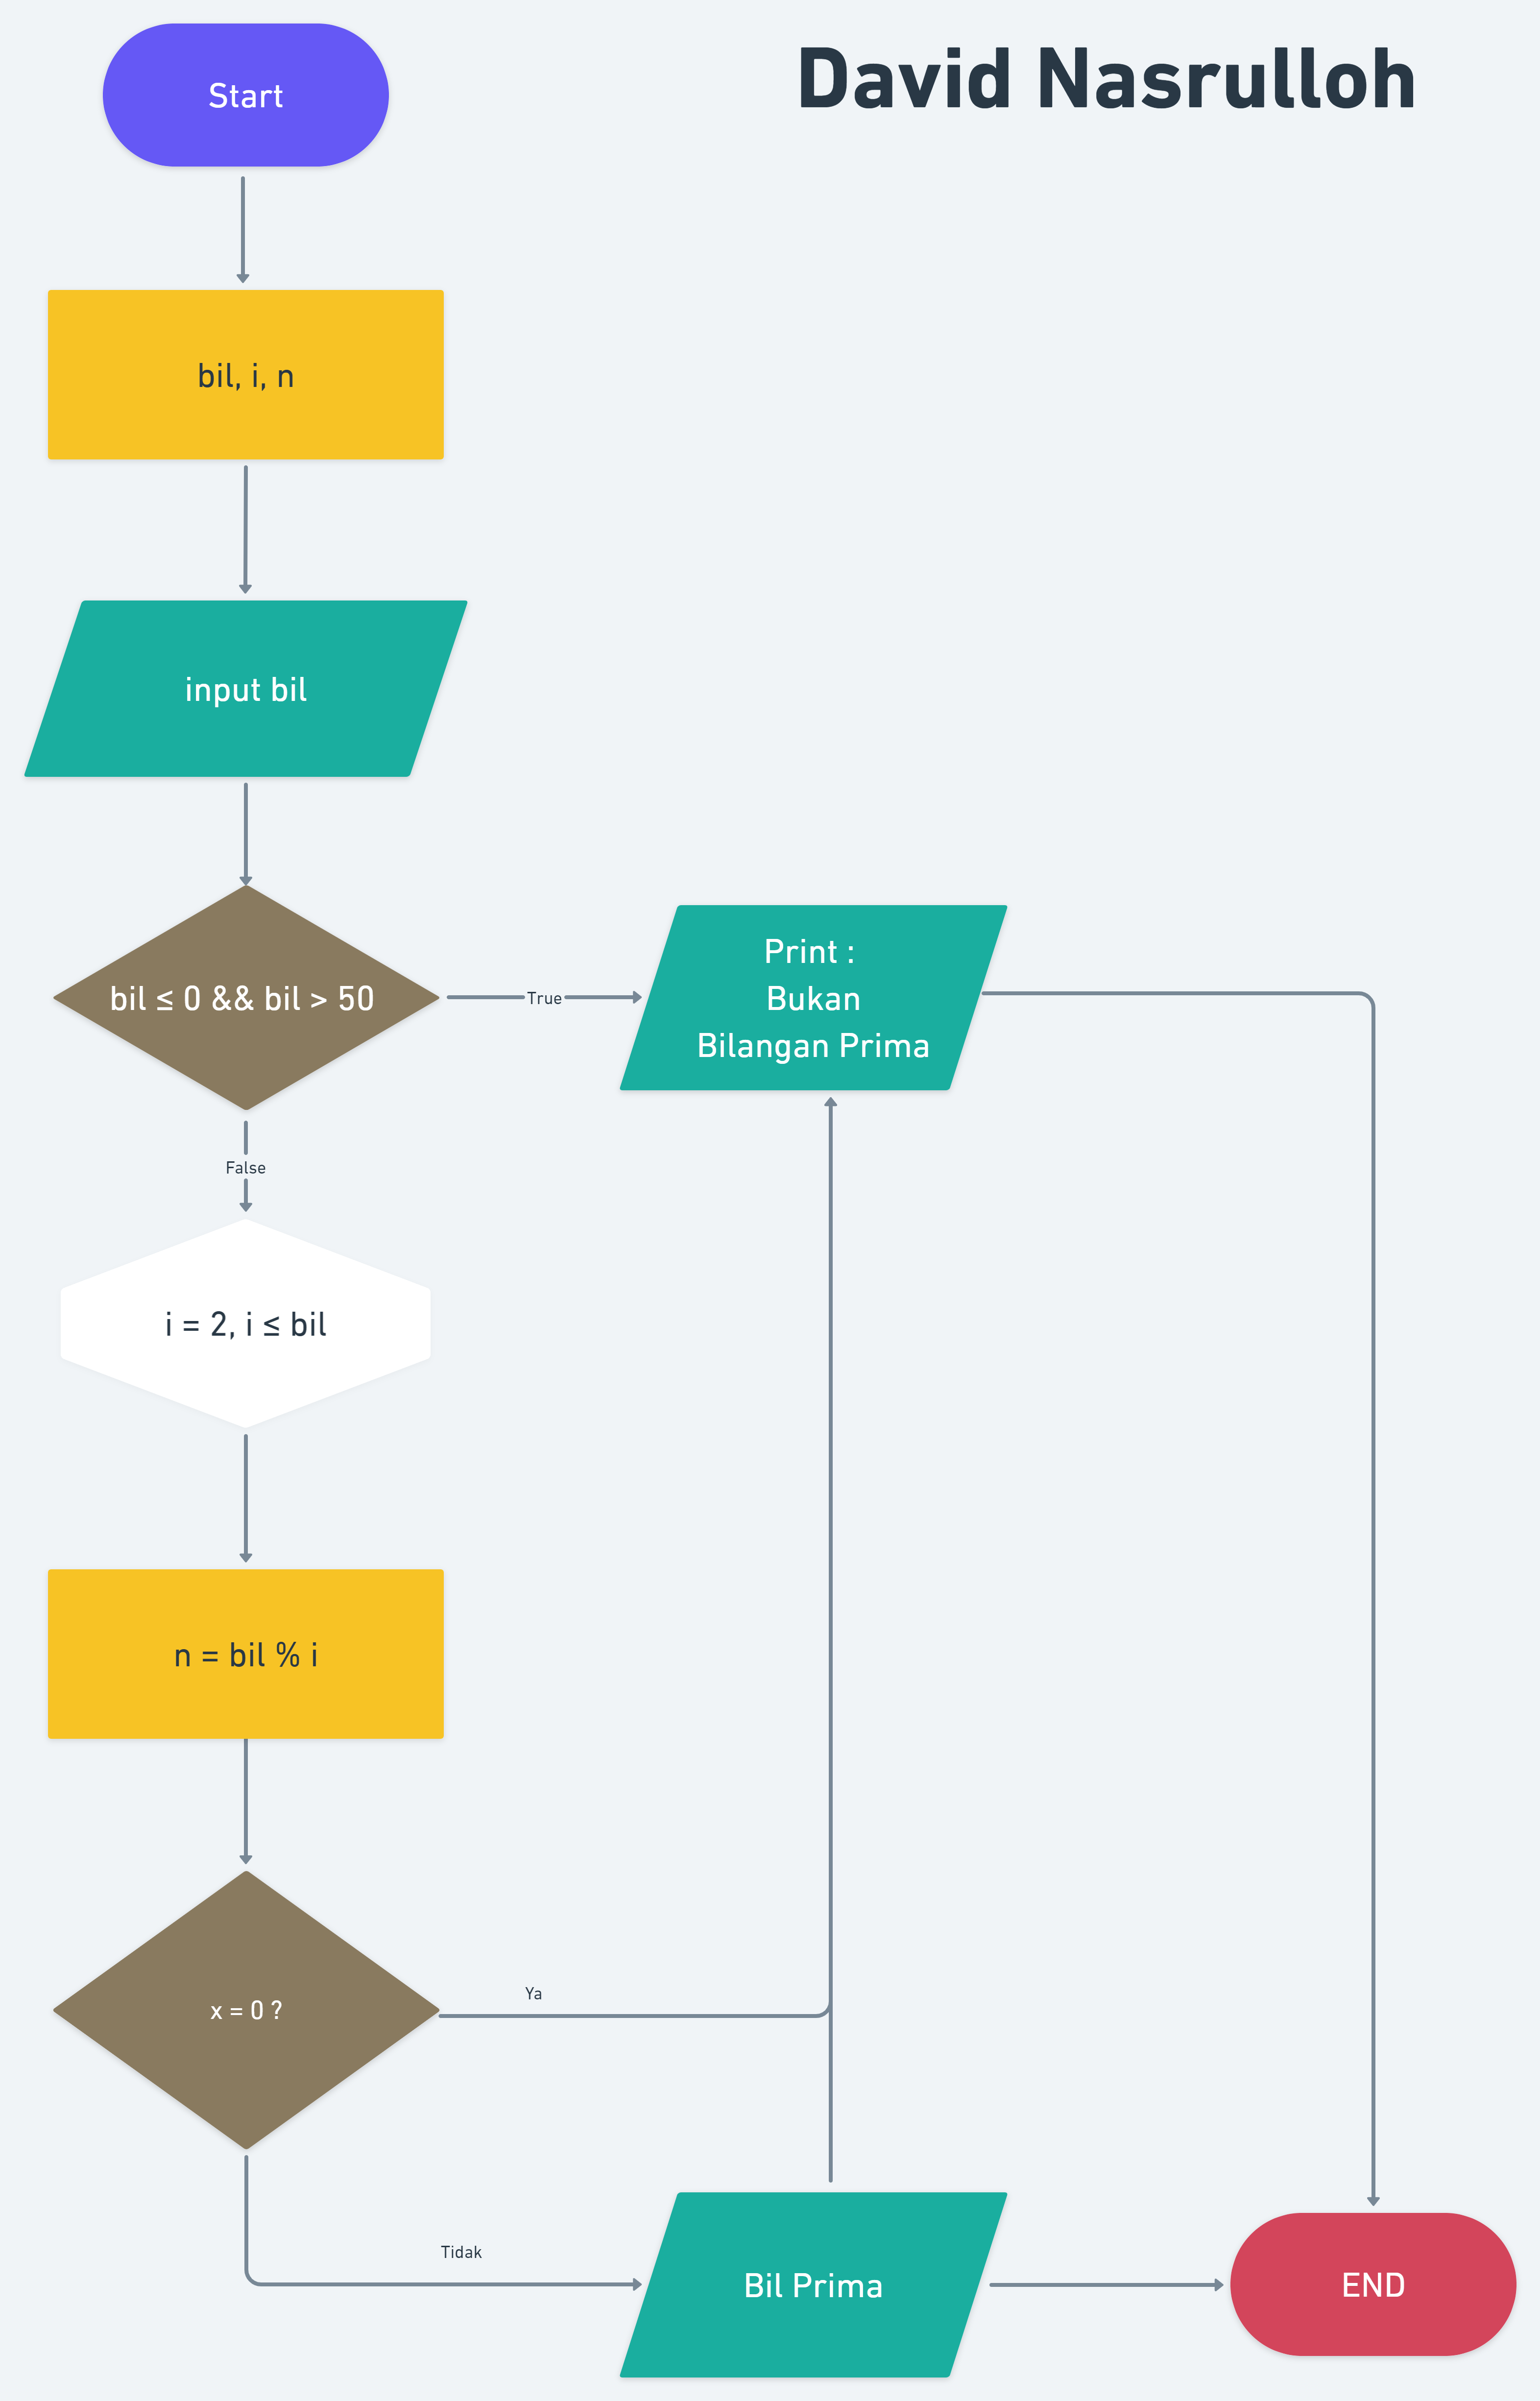 David Nasrulloh
Start
bil, i, n
input bil
bil ≤ 0 && bil > 50
True
Print :
Bukan
Bilangan Prima
False
i = 2, i ≤ bil
n = bil % i
x = 0 ?
Ya
Tidak
Bil Prima
END